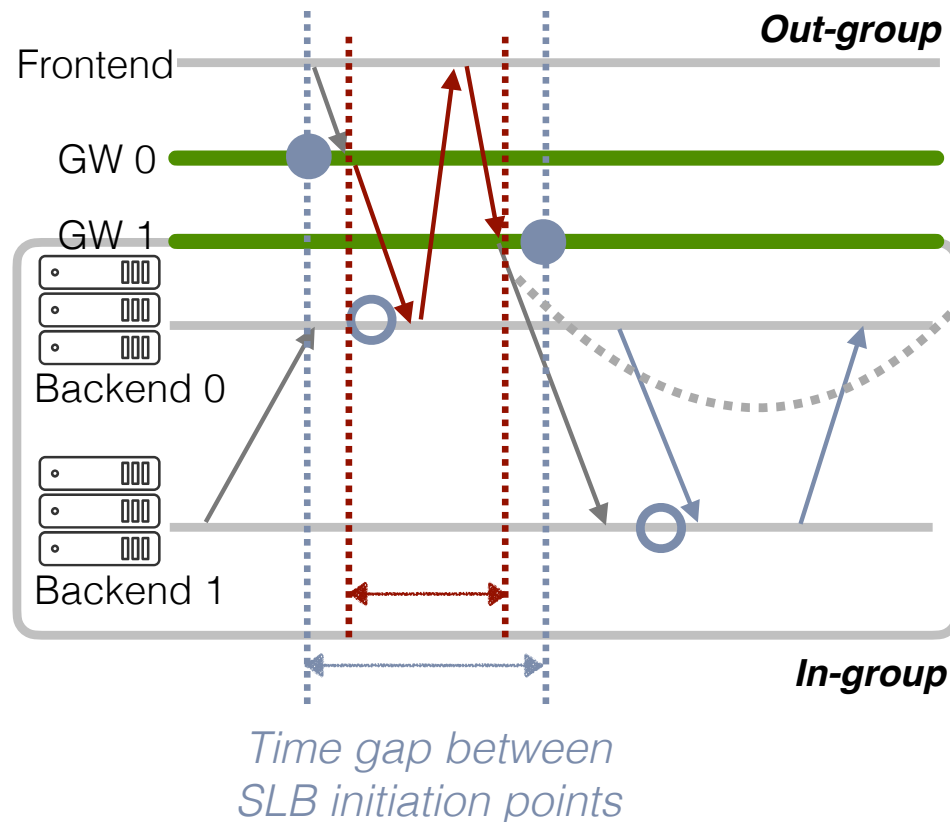 Out-group
Frontend
GW 0
GW 1
Backend 0
Backend 1
In-group
Time gap between
SLB initiation points